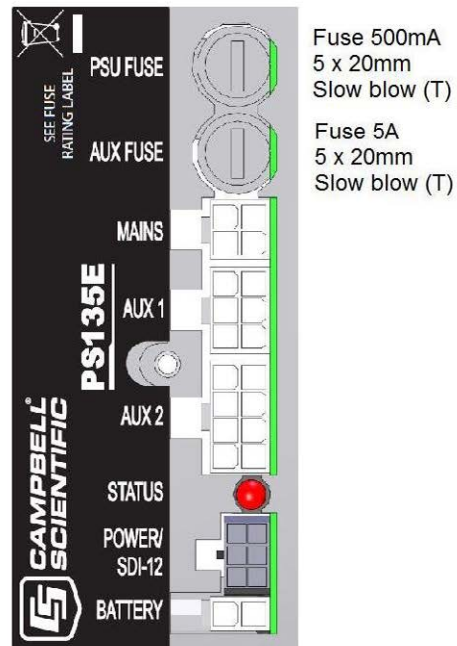 PSU FUSE
SEE FUSE
RATING LABEL
AUX FUSE
MAINS
PS135E
AUX 1
AUX 2
STATUS
CAMPBELL®
SCIENTIFIC
POWER/
SDI-12
BATTERY
Fuse 500mA
5 x 20mm
Slow blow (T)
Fuse 5A
5 x 20mm
Slow blow (T)